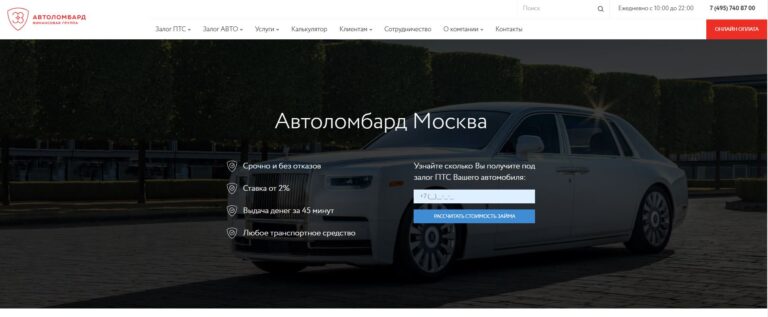 АВТОЛОМБАРД
ФИНАНСОВАЯ ГРУППА
Поиск
Ежедневно с 10:00 до 22:00
7 (495) 740 87 00
Залог ПТС
Залог АВТО
Услуги
Калькулятор
Клиентам
Сотрудничество
О компании
Контакты
ОНЛАЙН ОПЛАТА
Автоломбард Москва
Срочно и без отказов
Ставка от 2%
Выдача денег за 45 минут
Любое транспортное средство
Узнайте сколько Вы получите под
залог ПТС Вашего автомобиля:
+7 (__)__-__-__
РАССЧИТАТЬ СТОИМОСТЬ ЗАЙМА